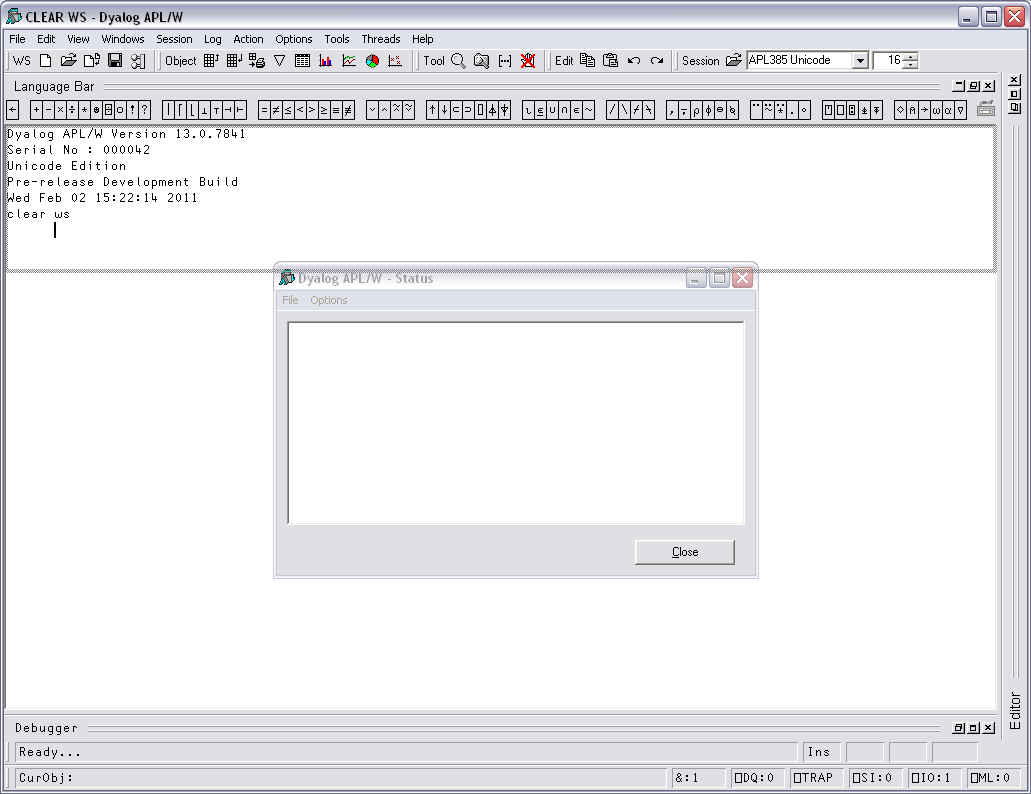 CLEAR WS - Dyalog APL/W
File Edit View Windows Session Log Action Options Tools Threads Help
WS Object Tool Edit Session APL385 Unicode 16
Language Bar
← + - × ÷ * ⍟ ⌹ ○ ! ? | ⌈ ⌊ ⊥ ⊤ ⊣ ⊢ = ≠ ≤ < > ≥ ≡ ≢ ∨ ∧ ⍲ ⍱ ↑ ↓ ⊂ ⊃ ⌷ ⍋ ⍒ ⍳ ⍷ ∪ ∩ ∊ ~ / \ ⌿ ⍀ , ⍪ ⍴ ⌽ ⊖ ⍉ ¨ ⍨ ⍣ . ∘ ⍞ ⎕ ⍠ ⍎ ⍕ ⋄ ⍝ → ⍵ ⍺ ∇
Dyalog APL/W Version 13.0.7841
Serial No : 000042
Unicode Edition
Pre-release Development Build
Wed Feb 02 15:22:14 2011
clear ws
Dyalog APL/W - Status
File Options
Close
Editor
Debugger
Ready... Ins
CurObj: &:1 ⎕DQ:0 ⎕TRAP ⎕SI:0 ⎕IO:1 ⎕ML:0